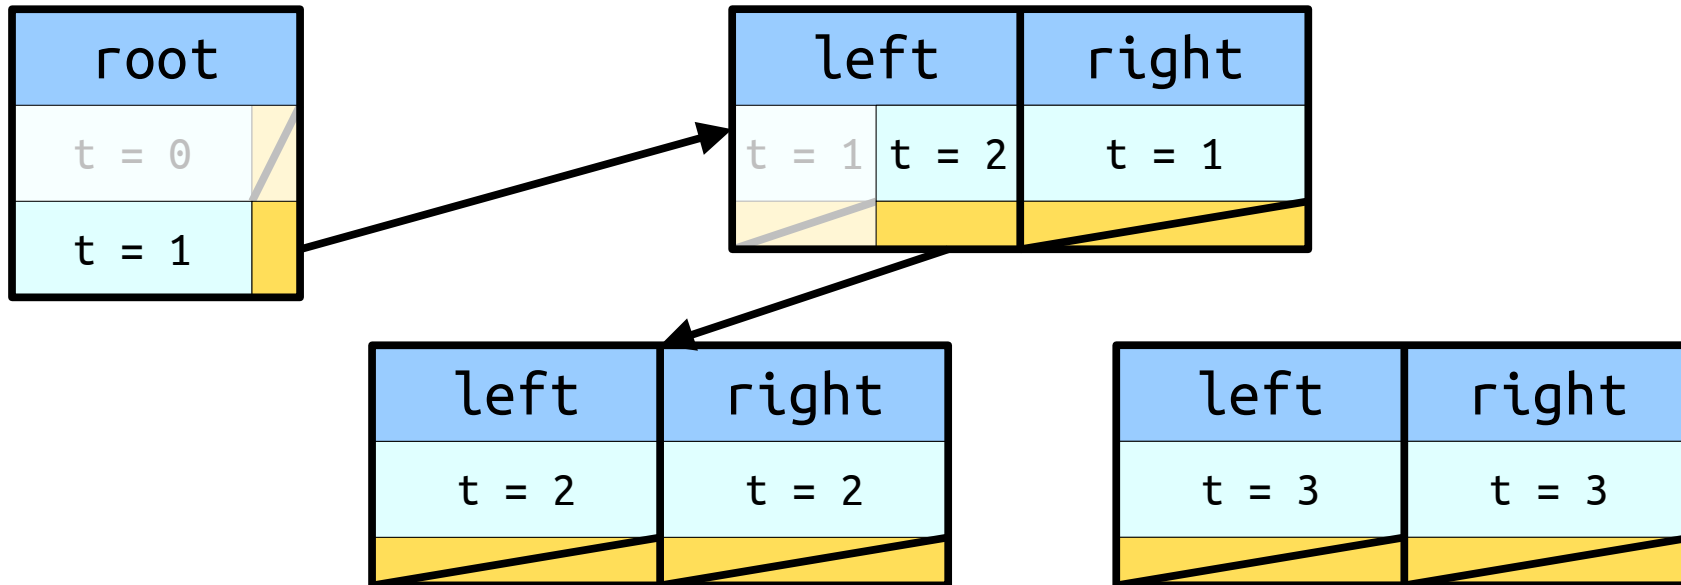 root
left right
t = 0
t = 1 t = 2 t = 1
t = 1
left right
left right
t = 2 t = 2
t = 3 t = 3